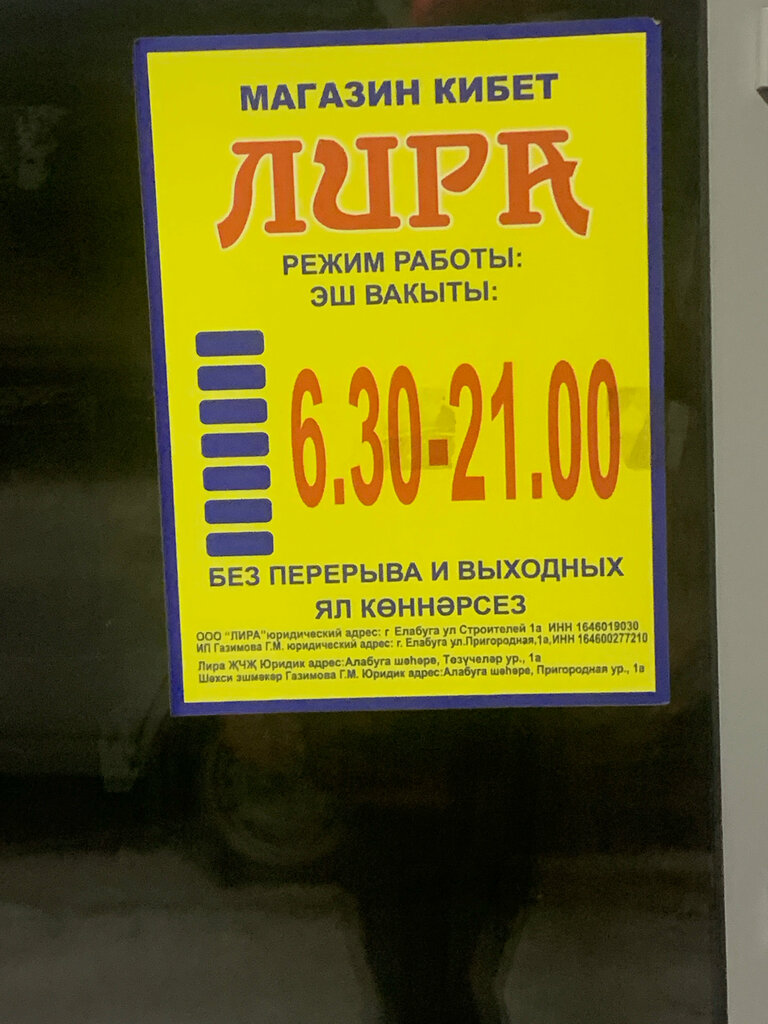 МАГАЗИН КИБЕТ
ЛИРА
РЕЖИМ РАБОТЫ:
ЭШ ВАКЫТЫ:
6.30-21.00
БЕЗ ПЕРЕРЫВА И ВЫХОДНЫХ
ЯЛ КӨННӘРСЕЗ
ООО "ЛИРА"юридический адрес: г Елабуга ул Строителей 1а ИНН 1646019030
ИП Газимова Г.М. юридический адрес: г. Елабуга ул.Пригородная,1а,ИНН 164600277210
Лира ҖЧҖ Юридик адрес:Алабуга шәһәре, Төзүчеләр ур., 1а
Шәхси эшмәкәр Газимова Г.М. Юридик адрес:Алабуга шәһәре, Пригородная ур., 1а